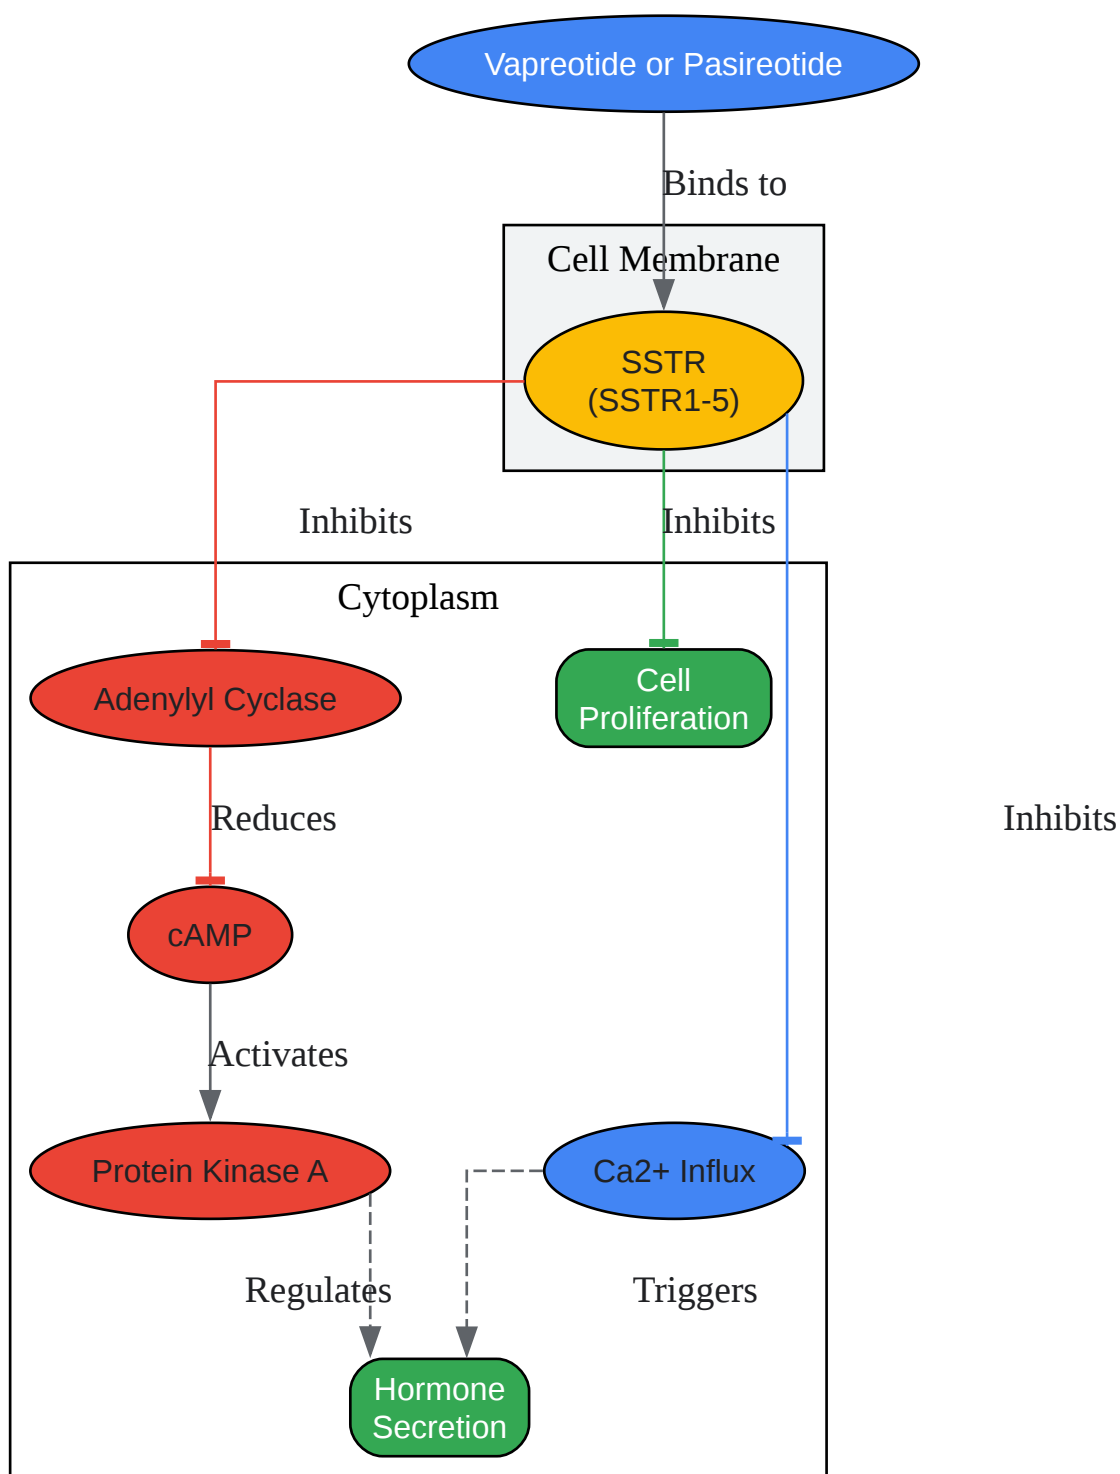 Vapreotide or Pasireotide
Binds to
Cell Membrane
SSTR
(SSTR1-5)
Inhibits
Inhibits
Cytoplasm
Cell
Proliferation
Adenylyl Cyclase
Reduces
Inhibits
cAMP
Activates
Protein Kinase A
Ca2+ Influx
Regulates
Triggers
Hormone
Secretion